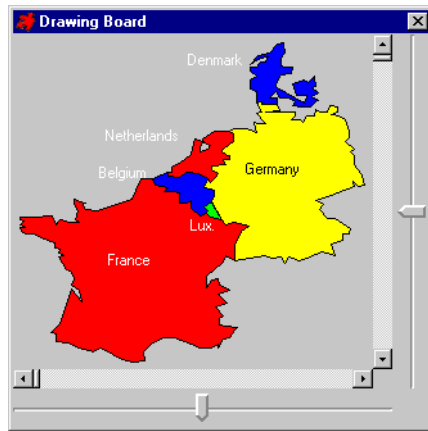 Drawing Board
Denmark
Netherlands
Belgium
Germany
Lux.
France